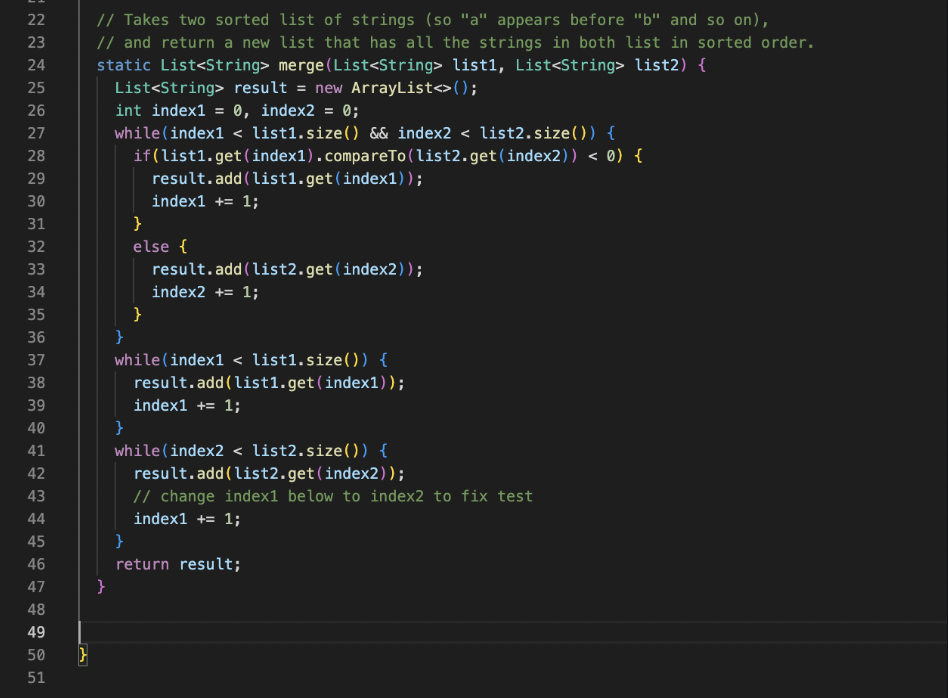 22 // Takes two sorted list of strings (so "a" appears before "b" and so on),
23 // and return a new list that has all the strings in both list in sorted order.
24 static List<String> merge(List<String> list1, List<String> list2) {
25 List<String> result = new ArrayList<>();
26 int index1 = 0, index2 = 0;
27 while(index1 < list1.size() && index2 < list2.size()) {
28 if(list1.get(index1).compareTo(list2.get(index2)) < 0) {
29 result.add(list1.get(index1));
30 index1 += 1;
31 }
32 else {
33 result.add(list2.get(index2));
34 index2 += 1;
35 }
36 }
37 while(index1 < list1.size()) {
38 result.add(list1.get(index1));
39 index1 += 1;
40 }
41 while(index2 < list2.size()) {
42 result.add(list2.get(index2));
43 // change index1 below to index2 to fix test
44 index1 += 1;
45 }
46 return result;
47 }
48
49
50 }
51